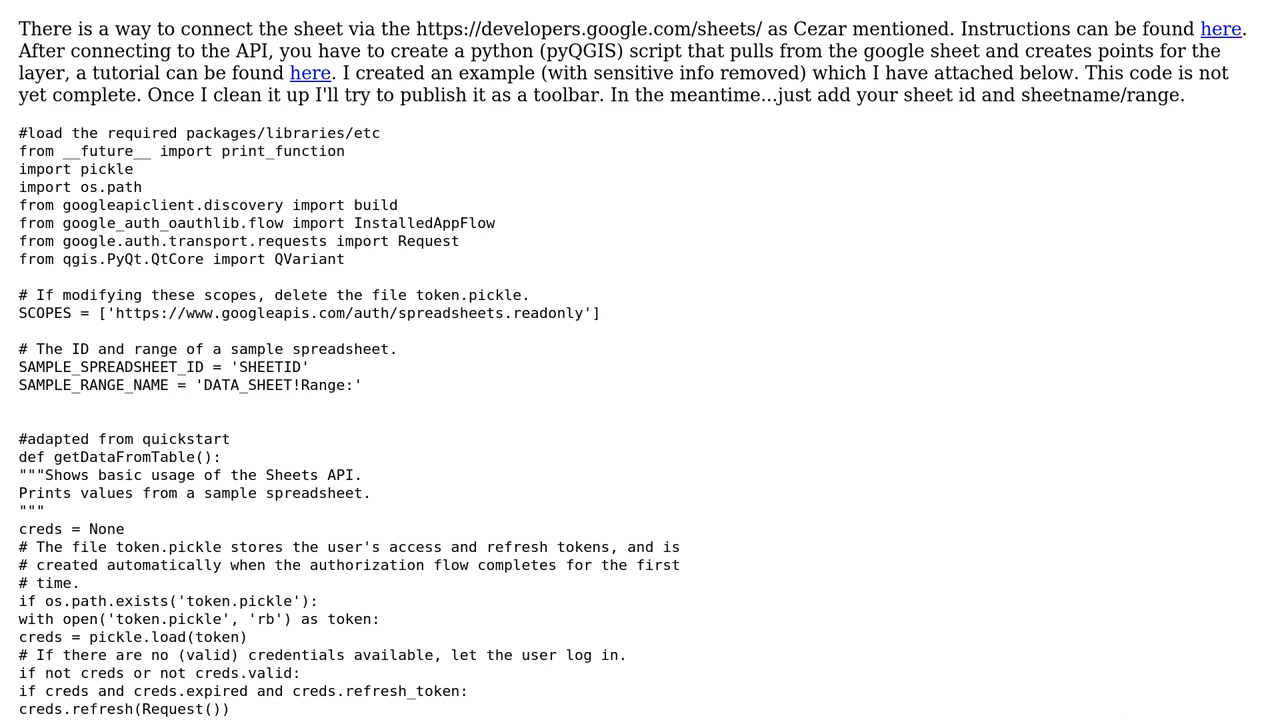 There is a way to connect the sheet via the https://developers.google.com/sheets/ as Cezar mentioned. Instructions can be found here.
After connecting to the API, you have to create a python (pyQGIS) script that pulls from the google sheet and creates points for the
layer, a tutorial can be found here. I created an example (with sensitive info removed) which I have attached below. This code is not
yet complete. Once I clean it up I'll try to publish it as a toolbar. In the meantime...just add your sheet id and sheetname/range.
#load the required packages/libraries/etc
from __future__ import print_function
import pickle
import os.path
from googleapiclient.discovery import build
from google_auth_oauthlib.flow import InstalledAppFlow
from google.auth.transport.requests import Request
from qgis.PyQt.QtCore import QVariant
# If modifying these scopes, delete the file token.pickle.
SCOPES = ['https://www.googleapis.com/auth/spreadsheets.readonly']
# The ID and range of a sample spreadsheet.
SAMPLE_SPREADSHEET_ID = 'SHEETID'
SAMPLE_RANGE_NAME = 'DATA_SHEET!Range:'
#adapted from quickstart
def getDataFromTable():
"""Shows basic usage of the Sheets API.
Prints values from a sample spreadsheet.
"""
creds = None
# The file token.pickle stores the user's access and refresh tokens, and is
# created automatically when the authorization flow completes for the first
# time.
if os.path.exists('token.pickle'):
with open('token.pickle', 'rb') as token:
creds = pickle.load(token)
# If there are no (valid) credentials available, let the user log in.
if not creds or not creds.valid:
if creds and creds.expired and creds.refresh_token:
creds.refresh(Request())